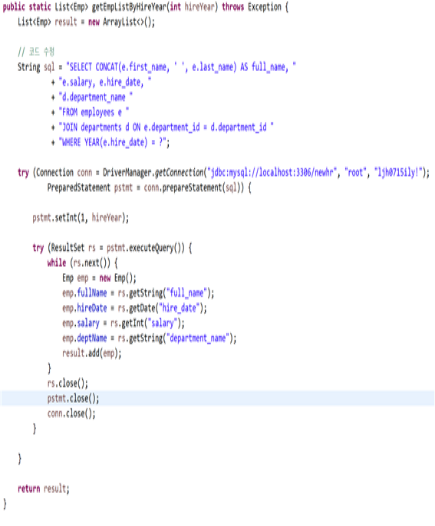 public static List<Emp> getEmpListByHireYear(int hireYear) throws Exception {
List<Emp> result = new ArrayList<>();
// 코드 수정
String sql = "SELECT CONCAT(e.first_name, ' ', e.last_name) AS full_name, "
+ "e.salary, e.hire_date, "
+ "d.department_name "
+ "FROM employees e "
+ "JOIN departments d ON e.department_id = d.department_id "
+ "WHERE YEAR(e.hire_date) = ?";
try (Connection conn = DriverManager.getConnection("jdbc:mysql://localhost:3306/newhr", "root", "ljh0715ily!");
PreparedStatement pstmt = conn.prepareStatement(sql)) {
pstmt.setInt(1, hireYear);
try (ResultSet rs = pstmt.executeQuery()) {
while (rs.next()) {
Emp emp = new Emp();
emp.fullName = rs.getString("full_name");
emp.hireDate = rs.getDate("hire_date");
emp.salary = rs.getInt("salary");
emp.deptName = rs.getString("department_name");
result.add(emp);
}
rs.close();
pstmt.close();
conn.close();
}
}
return result;
}